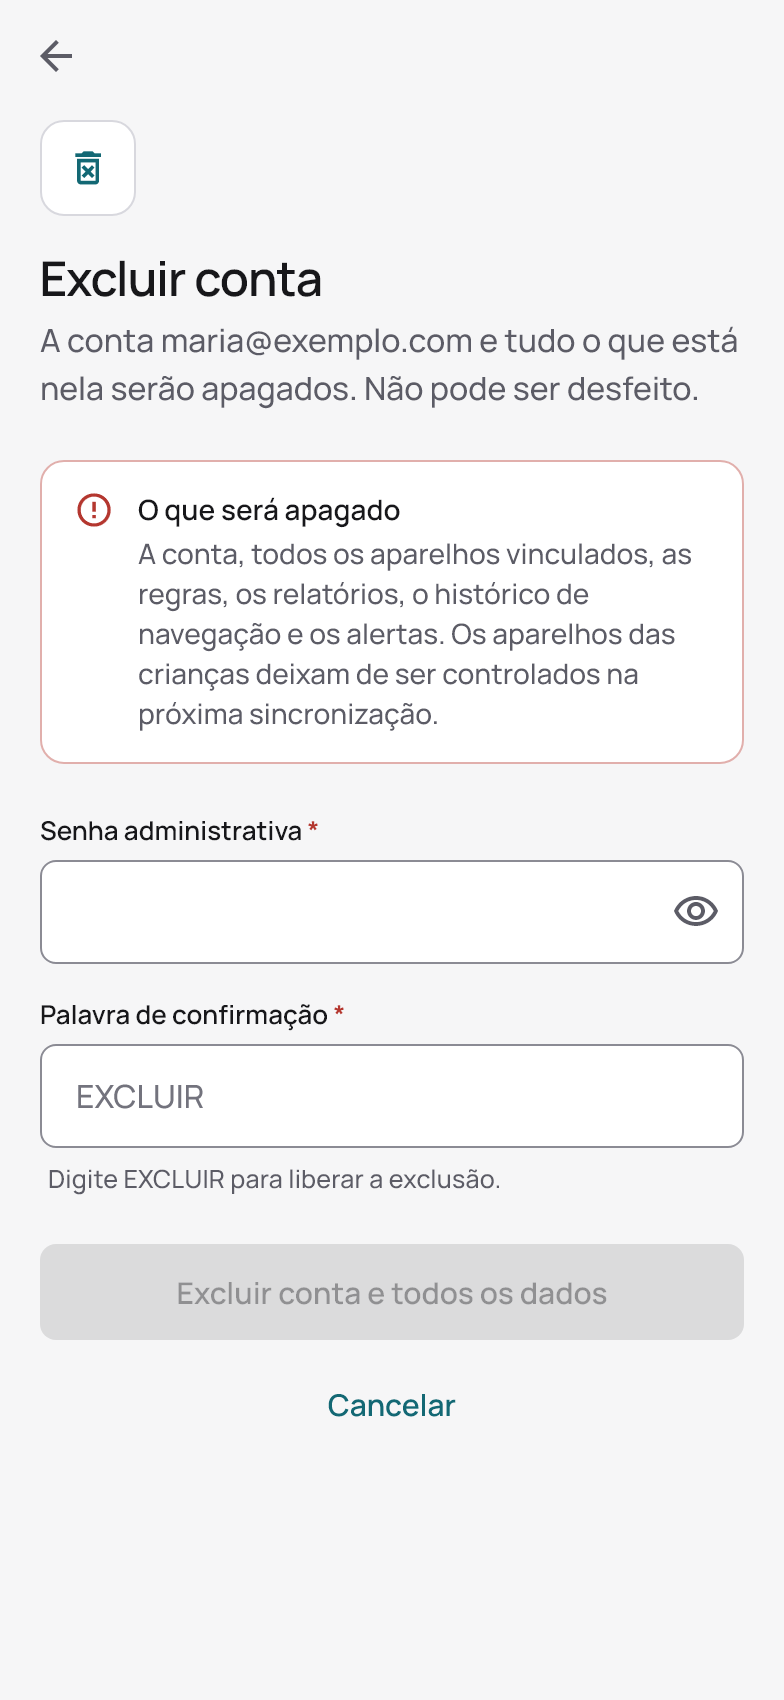 Excluir conta
A conta maria@exemplo.com e tudo o que está
nela serão apagados. Não pode ser desfeito.
O que será apagado
A conta, todos os aparelhos vinculados, as
regras, os relatórios, o histórico de
navegação e os alertas. Os aparelhos das
crianças deixam de ser controlados na
próxima sincronização.
Senha administrativa *
Palavra de confirmação *
EXCLUIR
Digite EXCLUIR para liberar a exclusão.
Excluir conta e todos os dados
Cancelar